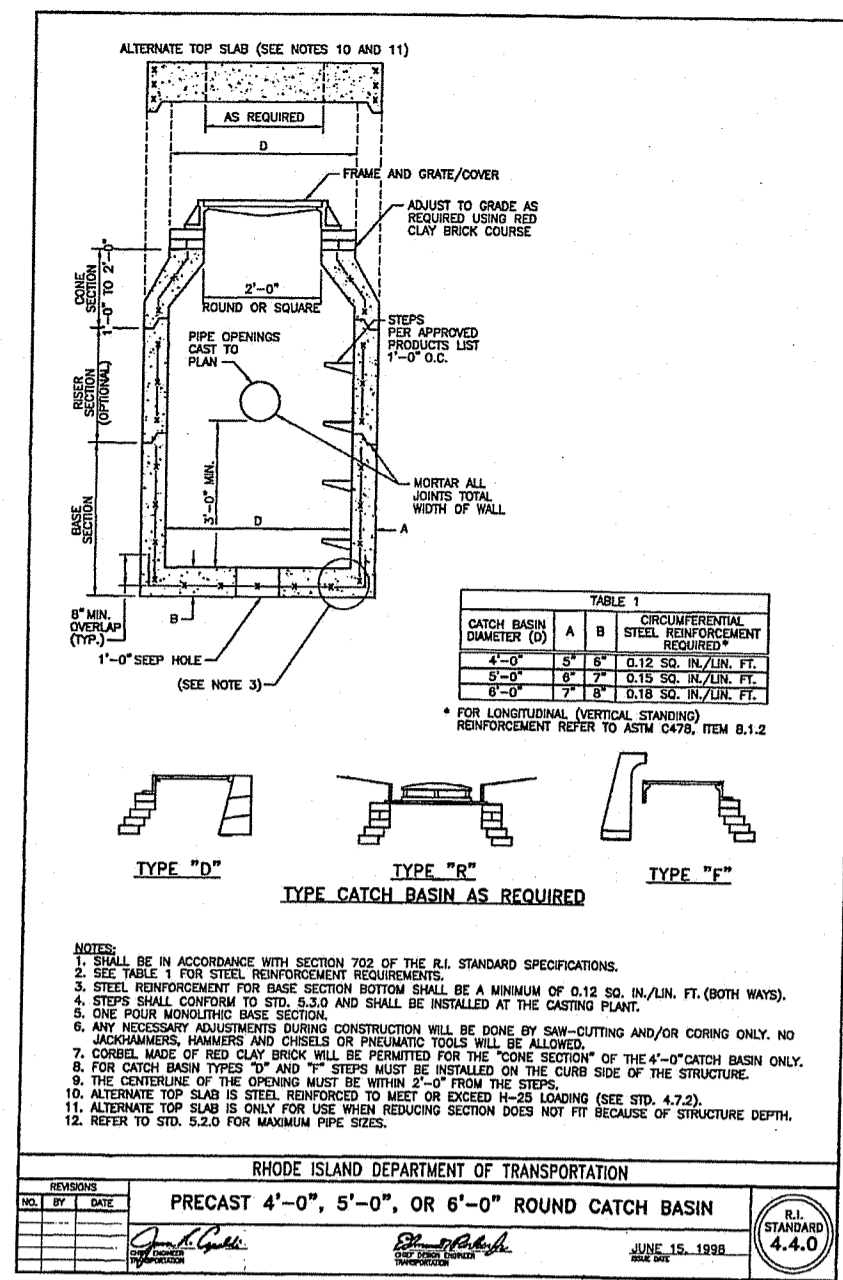 ALTERNATE TOP SLAB (SEE NOTES 10 AND 11)
AS REQUIRED
D
FRAME AND GRATE/COVER
ADJUST TO GRADE AS
REQUIRED USING RED
CLAY BRICK COURSE
CONE
SECTION
1'-0" TO 2'-0"
2'-0"
ROUND OR SQUARE
STEPS
PER APPROVED
PRODUCTS LIST
1'-0" O.C.
PIPE OPENINGS
CAST TO
PLAN
RISER
SECTION
(OPTIONAL)
MORTAR ALL
JOINTS TOTAL
WIDTH OF WALL
3'-0" MIN.
BASE
SECTION
D
A
8" MIN.
OVERLAP
(TYP.)
B
1'-0" SEEP HOLE
(SEE NOTE 3)
TABLE 1
CATCH BASIN
DIAMETER (D)
A
B
CIRCUMFERENTIAL
STEEL REINFORCEMENT
REQUIRED*
4'-0" 5" 6" 0.12 SQ. IN./LIN. FT.
5'-0" 6" 7" 0.15 SQ. IN./LIN. FT.
6'-0" 7" 8" 0.18 SQ. IN./LIN. FT.
* FOR LONGITUDINAL (VERTICAL STANDING)
REINFORCEMENT REFER TO ASTM C478, ITEM 8.1.2
TYPE "D"
TYPE "R"
TYPE "F"
TYPE CATCH BASIN AS REQUIRED
NOTES:
1. SHALL BE IN ACCORDANCE WITH SECTION 702 OF THE R.I. STANDARD SPECIFICATIONS.
2. SEE TABLE 1 FOR STEEL REINFORCEMENT REQUIREMENTS.
3. STEEL REINFORCEMENT FOR BASE SECTION BOTTOM SHALL BE A MINIMUM OF 0.12 SQ. IN./LIN. FT. (BOTH WAYS).
4. STEPS SHALL CONFORM TO STD. 5.3.0 AND SHALL BE INSTALLED AT THE CASTING PLANT.
5. ONE POUR MONOLITHIC BASE SECTION.
6. ANY NECESSARY ADJUSTMENTS DURING CONSTRUCTION WILL BE DONE BY SAW-CUTTING AND/OR CORING ONLY. NO
JACKHAMMERS, HAMMERS AND CHISELS OR PNEUMATIC TOOLS WILL BE ALLOWED.
7. CORBEL MADE OF RED CLAY BRICK WILL BE PERMITTED FOR THE "CONE SECTION" OF THE 4'-0" CATCH BASIN ONLY.
8. FOR CATCH BASIN TYPES "D" AND "F" STEPS MUST BE INSTALLED ON THE CURB SIDE OF THE STRUCTURE.
9. THE CENTERLINE OF THE OPENING MUST BE WITHIN 2'-0" FROM THE STEPS.
10. ALTERNATE TOP SLAB IS STEEL REINFORCED TO MEET OR EXCEED H-25 LOADING (SEE STD. 4.7.2).
11. ALTERNATE TOP SLAB IS ONLY FOR USE WHEN REDUCING SECTION DOES NOT FIT BECAUSE OF STRUCTURE DEPTH.
12. REFER TO STD. 5.2.0 FOR MAXIMUM PIPE SIZES.
RHODE ISLAND DEPARTMENT OF TRANSPORTATION
REVISIONS
NO. BY DATE
PRECAST 4'-0", 5'-0", OR 6'-0" ROUND CATCH BASIN
CHIEF ENGINEER
TRANSPORTATION
CHIEF DESIGN ENGINEER
TRANSPORTATION
JUNE 15, 1998
ISSUE DATE
R.I.
STANDARD
4.4.0